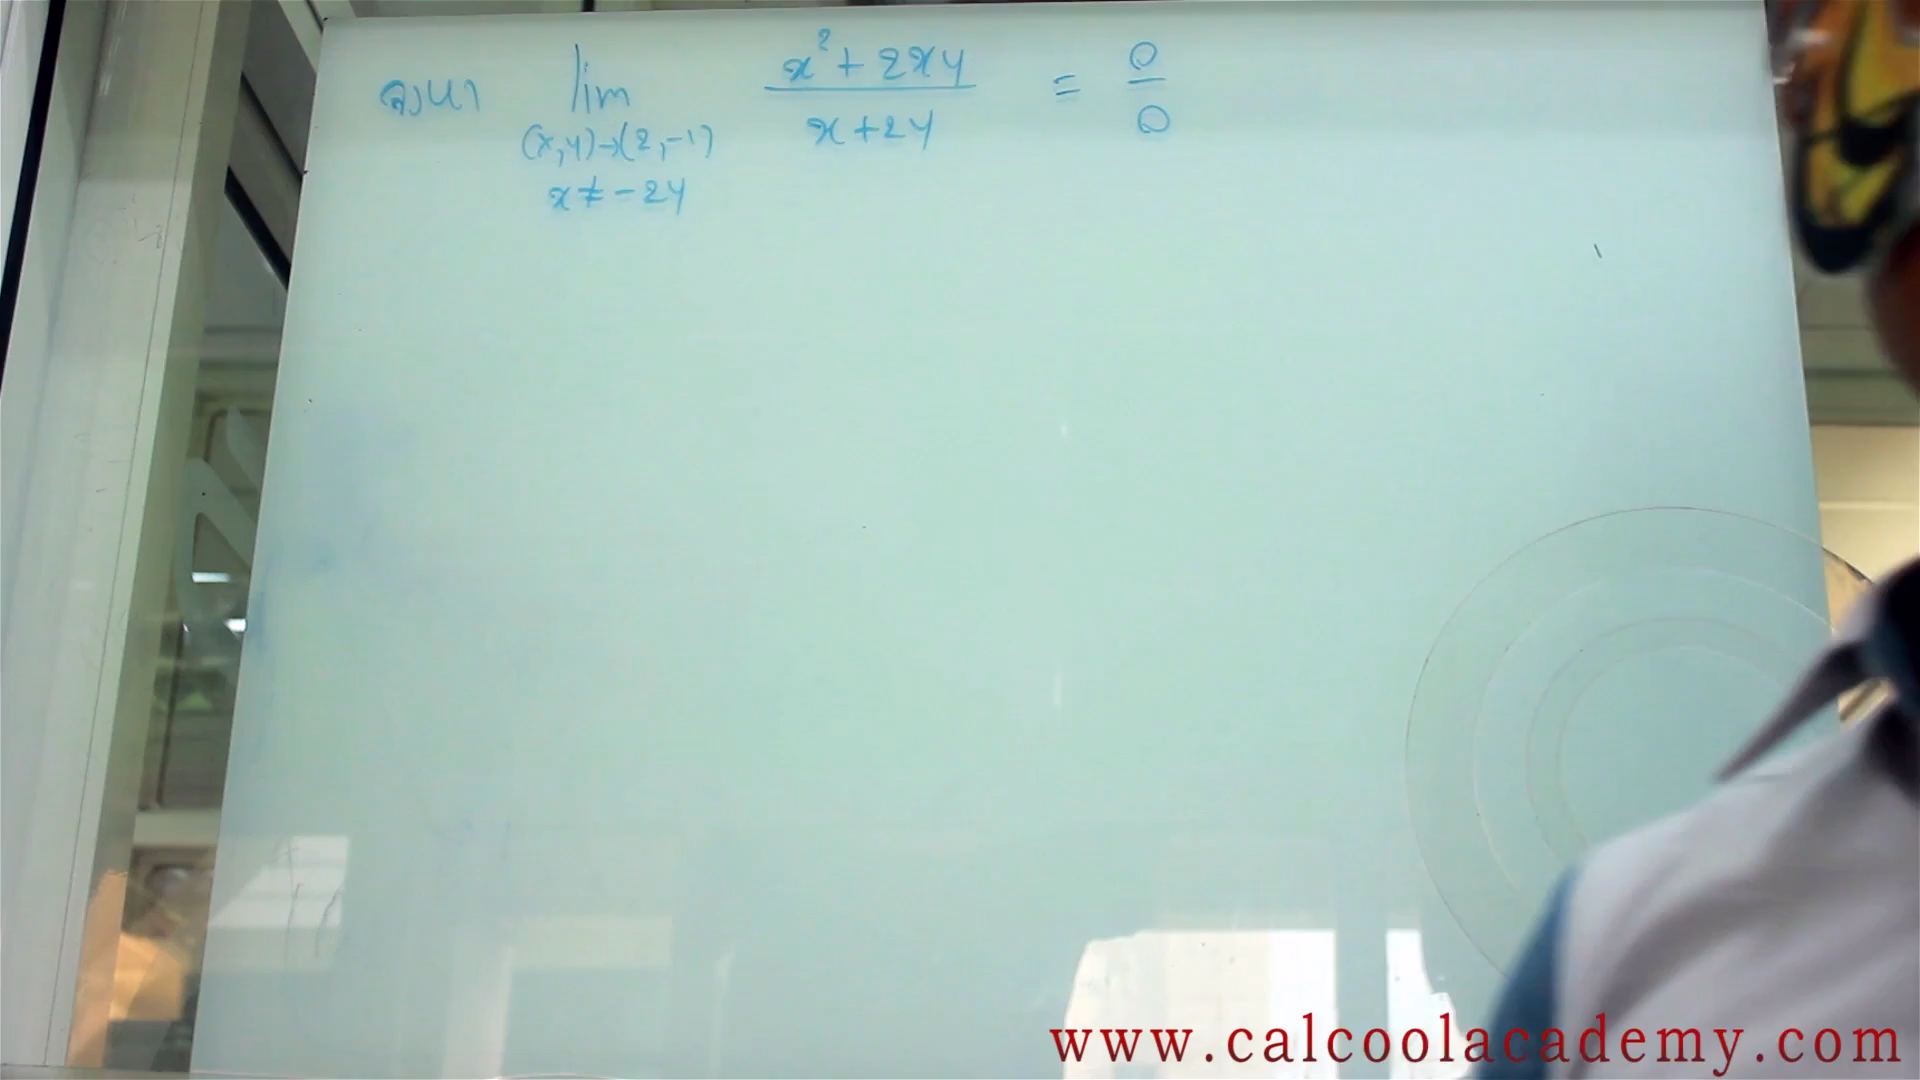 จงหา lim x² + 2xy / x + 2y = 0 / 0
(x,y)→(2,-1)
x ≠ -2y
www.calcoolacademy.com